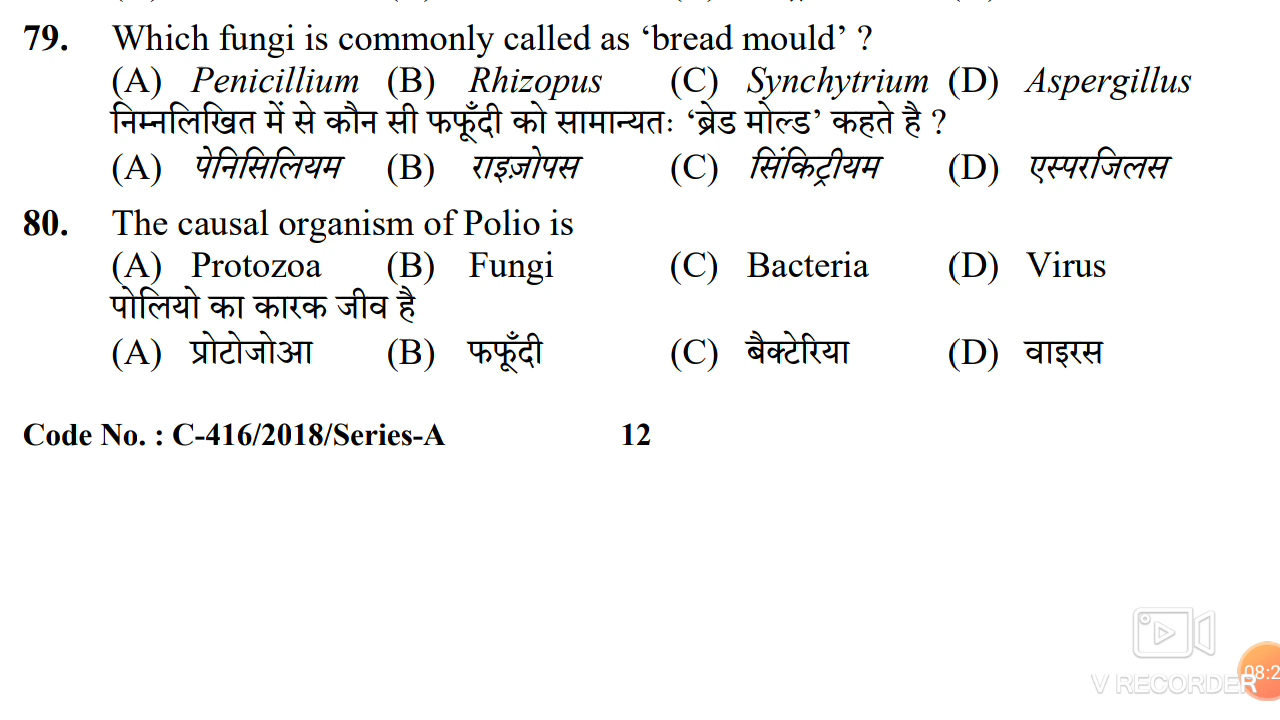 79. Which fungi is commonly called as ‘bread mould’ ?
(A) Penicillium (B) Rhizopus (C) Synchytrium (D) Aspergillus
निम्नलिखित में से कौन सी फफूँदी को सामान्यतः ‘ब्रेड मोल्ड’ कहते है ?
(A) पेनिसिलियम (B) राइज़ोपस (C) सिंकिट्रीयम (D) एस्परजिलस
80. The causal organism of Polio is
(A) Protozoa (B) Fungi (C) Bacteria (D) Virus
पोलियो का कारक जीव है
(A) प्रोटोजोआ (B) फफूँदी (C) बैक्टेरिया (D) वाइरस
Code No. : C-416/2018/Series-A 12
V RECORDER